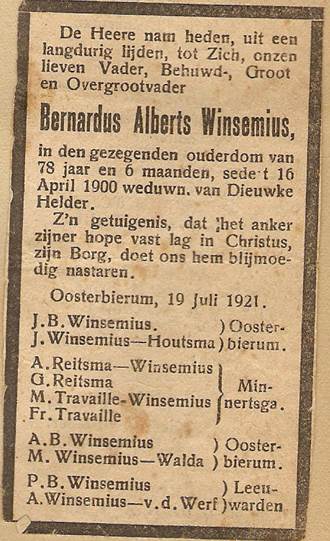 De Heere nam heden, uit een
langdurig lijden, tot Zich, onzen
lieven Vader, Behuwd-, Groot
en Overgrootvader
Bernardus Alberts Winsemius,
in den gezegenden ouderdom van
78 jaar en 6 maanden, sede t 16
April 1900 weduwn. van Dieuwke
Helder.
Z'n getuigenis, dat het anker
zijner hope vast lag in Christus,
zijn Borg, doet ons hem blijmoe-
dig nastaren.
Oosterbierum, 19 Juli 1921.
J.B. Winsemius. ) Ooster-
J. Winsemius—Houtsma ) bierum.
A. Reitsma—Winsemius
G. Reitsma } Min-
M. Travaille-Winsemius nertsga.
Fr. Travaille
A.B. Winsemius ) Ooster-
M. Winsemius—Walda ) bierum.
P.B. Winsemius ) Leeu-
A. Winsemius—v.d. Werf ) warden